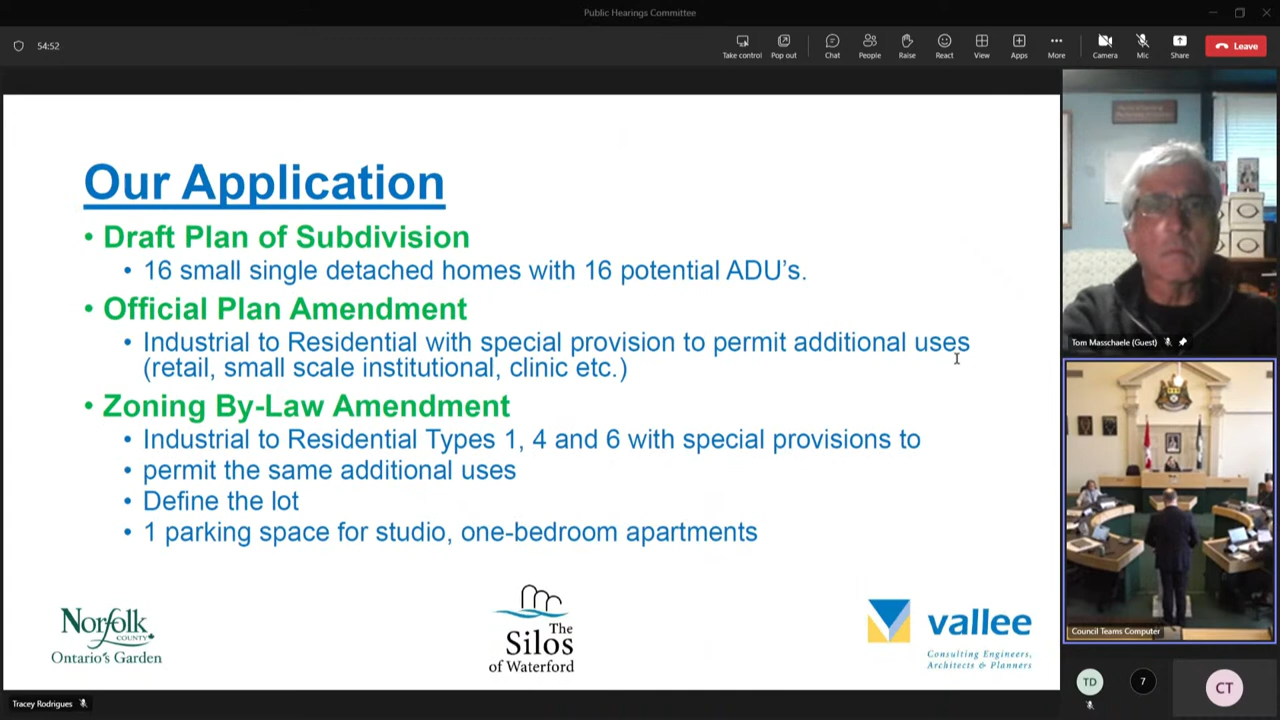 Public Hearings Committee
54:52
Take control
Pop out
Chat
People
Raise
React
View
Apps
More
Camera
Mic
Share
Leave
Our Application
• Draft Plan of Subdivision
• 16 small single detached homes with 16 potential ADU's.
• Official Plan Amendment
• Industrial to Residential with special provision to permit additional uses
(retail, small scale institutional, clinic etc.)
• Zoning By-Law Amendment
• Industrial to Residential Types 1, 4 and 6 with special provisions to
• permit the same additional uses
• Define the lot
• 1 parking space for studio, one-bedroom apartments
Norfolk
COUNTY
Ontario's Garden
The
Silos
of Waterford
vallee
Consulting Engineers,
Architects & Planners
Tom Masschaele (Guest)
Council Teams Computer
TD
7
CT
Tracey Rodrigues